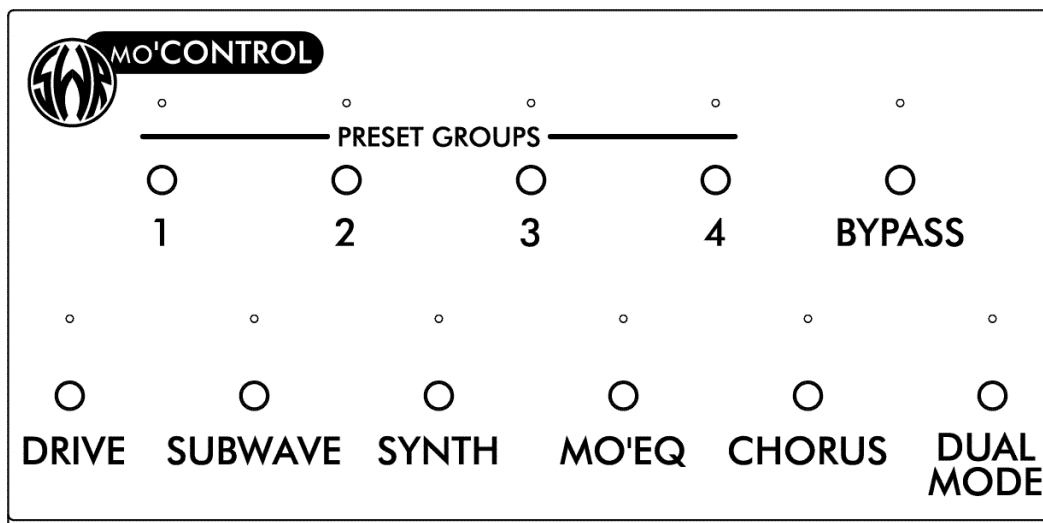 SWR MO'CONTROL
PRESET GROUPS
1 2 3 4 BYPASS
DRIVE SUBWAVE SYNTH MO'EQ CHORUS DUAL MODE